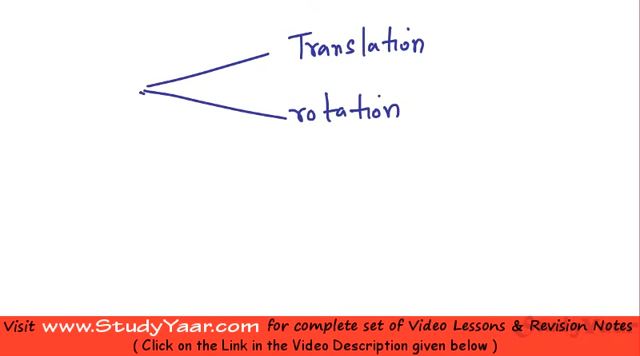 Translation
rotation
Visit www.StudyYaar.com for complete set of Video Lessons & Revision Notes
( Click on the Link in the Video Description given below )